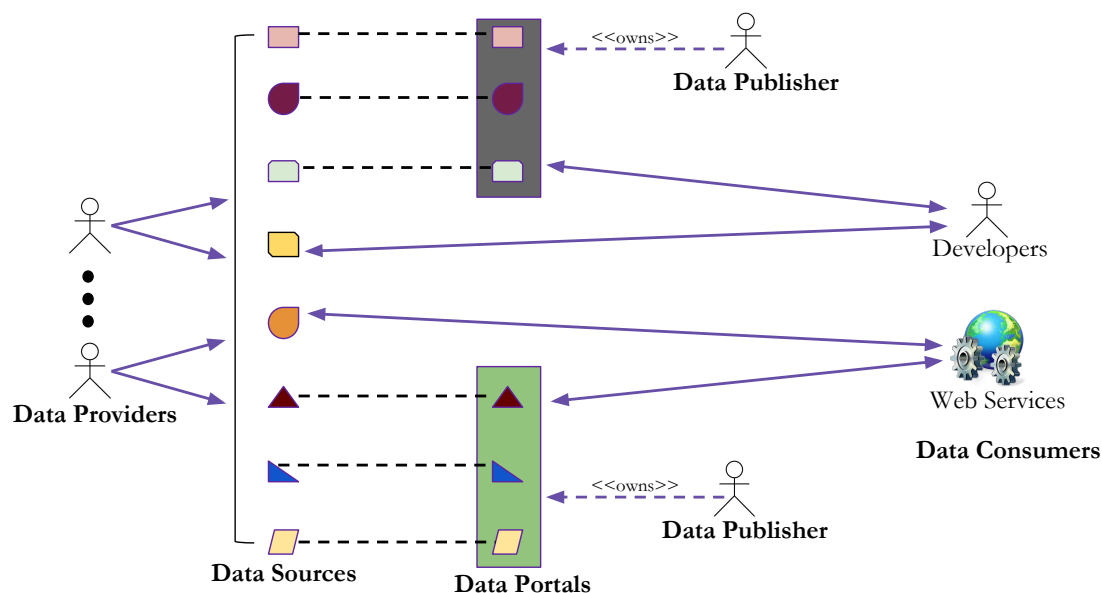 <<owns>>
Data Publisher
Developers
Data Providers
Web Services
Data Consumers
<<owns>>
Data Publisher
Data Sources
Data Portals